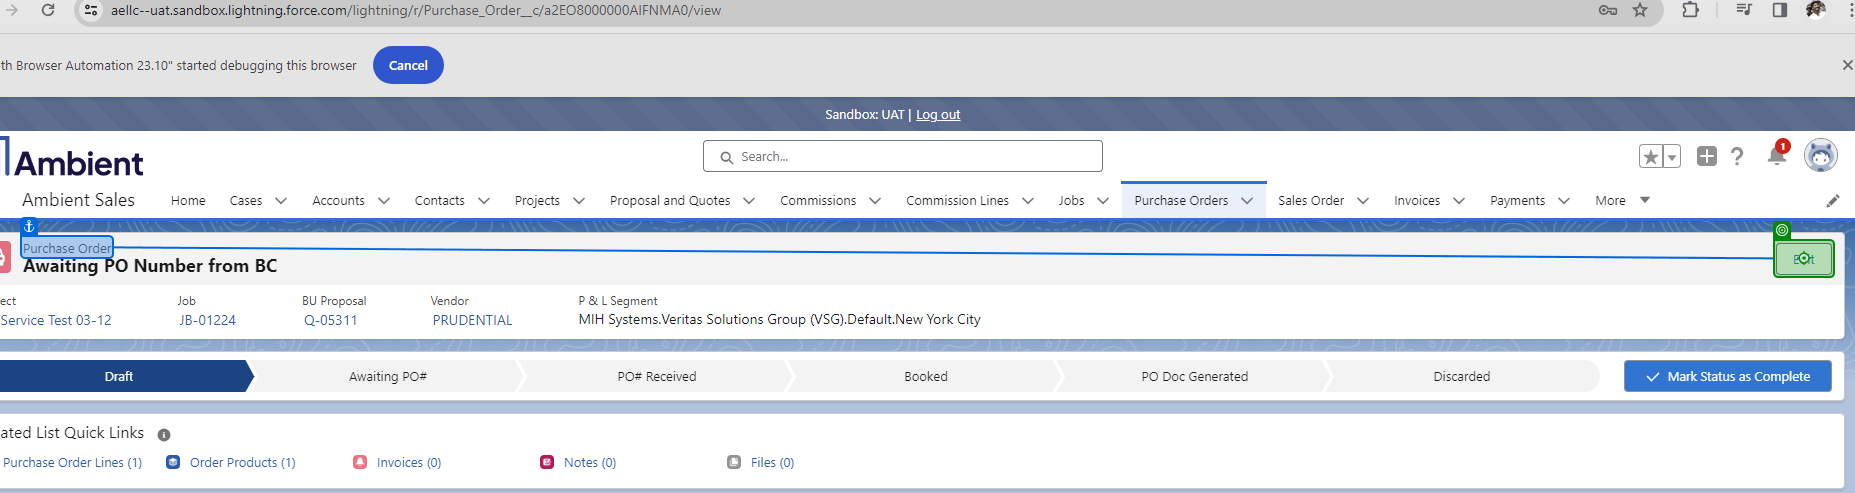 aellc--uat.sandbox.lightning.force.com/lightning/r/Purchase_Order__c/a2EO8000000AIFNMA0/view
th Browser Automation 23.10" started debugging this browser Cancel
Sandbox: UAT | Log out
Ambient
Search...
1
Ambient Sales Home Cases Accounts Contacts Projects Proposal and Quotes Commissions Commission Lines Jobs Purchase Orders Sales Order Invoices Payments More
Purchase Order
Awaiting PO Number from BC
ect Job BU Proposal Vendor P & L Segment
Service Test 03-12 JB-01224 Q-05311 PRUDENTIAL MIH Systems.Veritas Solutions Group (VSG).Default.New York City
Draft Awaiting PO# PO# Received Booked PO Doc Generated Discarded Mark Status as Complete
ated List Quick Links
Purchase Order Lines (1) Order Products (1) Invoices (0) Notes (0) Files (0)